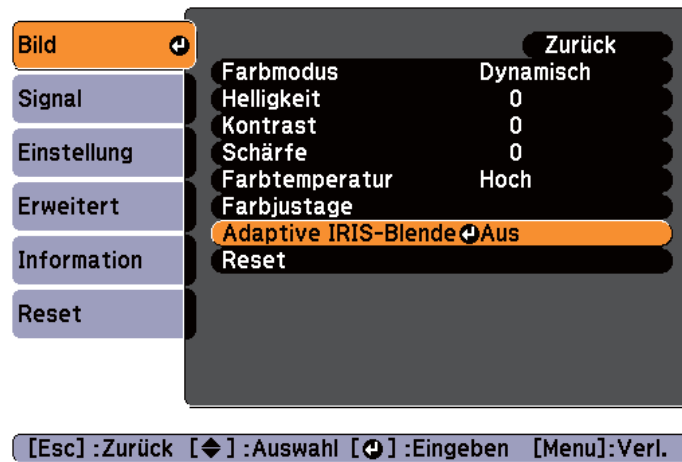 Bild
Signal
Einstellung
Erweitert
Information
Reset
Zurück
Farbmodus Dynamisch
Helligkeit 0
Kontrast 0
Schärfe 0
Farbtemperatur Hoch
Farbjustage
Adaptive IRIS-Blende Aus
Reset
[Esc] :Zurück [ ] :Auswahl [ ] :Eingeben [Menu]:Verl.